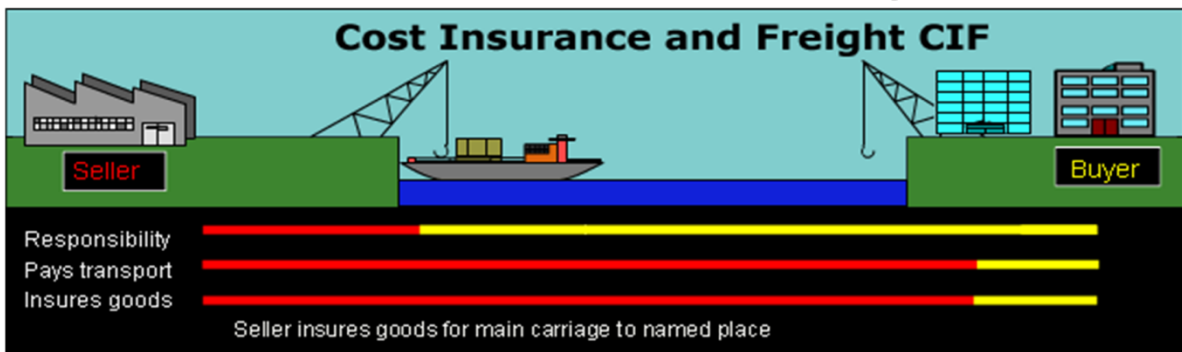 Cost Insurance and Freight CIF
Seller
Buyer
Responsibility
Pays transport
Insures goods
Seller insures goods for main carriage to named place